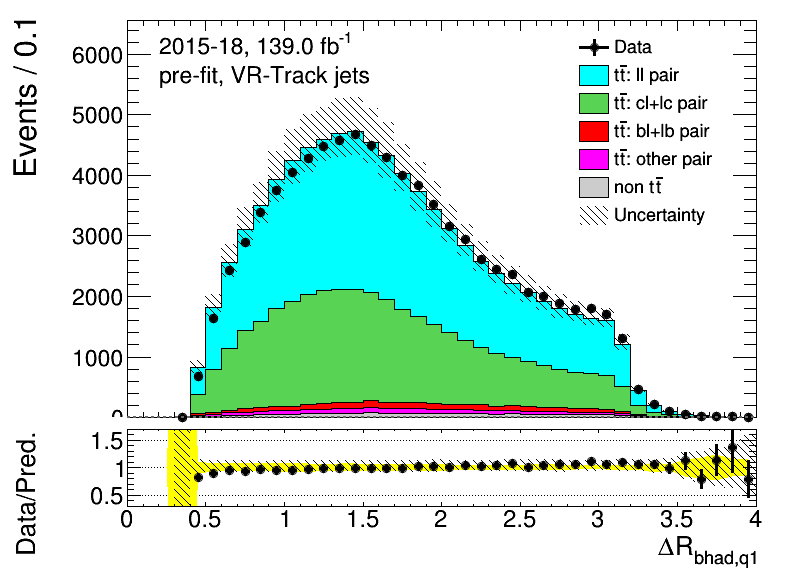 Events / 0.1
6000
5000
4000
3000
2000
1000
0
2015-18, 139.0 fb⁻¹
pre-fit, VR-Track jets
Data
tt̄: ll pair
tt̄: cl+lc pair
tt̄: bl+lb pair
tt̄: other pair
non tt̄
Uncertainty
Data/Pred.
1.5
1
0.5
0 0.5 1 1.5 2 2.5 3 3.5 4
ΔR_bhad,q1